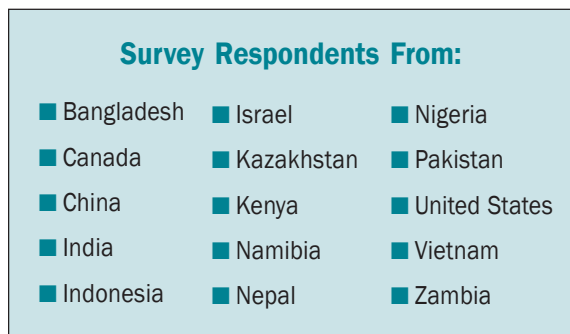 Survey Respondents From:
■ Bangladesh
■ Canada
■ China
■ India
■ Indonesia
■ Israel
■ Kazakhstan
■ Kenya
■ Namibia
■ Nepal
■ Nigeria
■ Pakistan
■ United States
■ Vietnam
■ Zambia